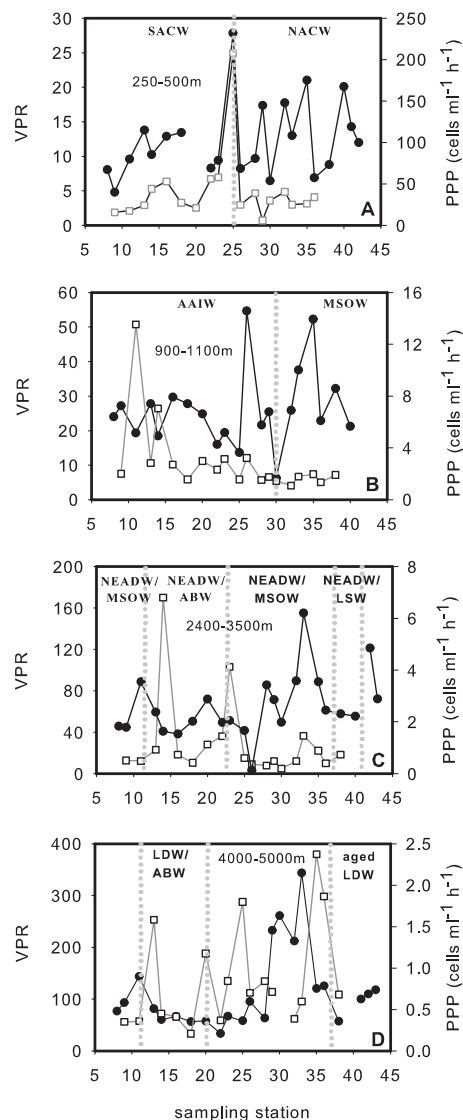 SACW NACW
30 250
25 200
20 250-500m 150
15
10 100
5 50
0 0
VPR
PPP (cells ml-1 h-1)
A
5 10 15 20 25 30 35 40 45
60 16
50 AAIW MSOW
900-1100m 12
40
30 8
20
10 4
0 0
VPR
PPP (cells ml-1 h-1)
B
5 10 15 20 25 30 35 40 45
200 8
NEADW/ NEADW/ NEADW/ NEADW/
MSOW ABW MSOW LSW
160
2400-3500m 6
120
80 4
40 2
0 0
VPR
PPP (cells ml-1 h-1)
C
5 10 15 20 25 30 35 40 45
400 2.5
LDW/ 4000-5000m aged
ABW LDW
300 2.0
200 1.5
1.0
100 0.5
0 0.0
VPR
PPP (cells ml-1 h-1)
D
5 10 15 20 25 30 35 40 45
sampling station